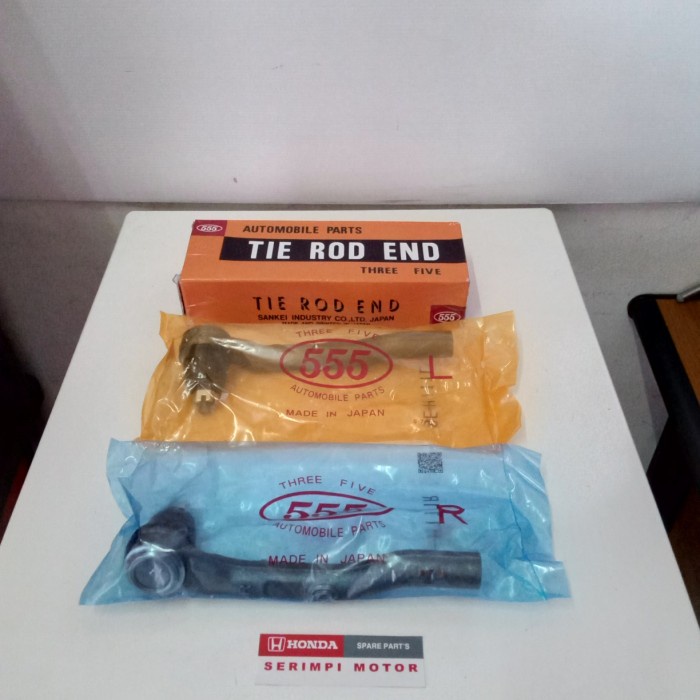 555
AUTOMOBILE PARTS
TIE ROD END
THREE FIVE
TIE ROD END
SANKEI INDUSTRY CO.,LTD. JAPAN
555
THREE FIVE
555
AUTOMOBILE PARTS
MADE IN JAPAN
L
THREE FIVE
555
AUTOMOBILE PARTS
MADE IN JAPAN
R
HONDA SPARE PART'S
SERIMPI MOTOR